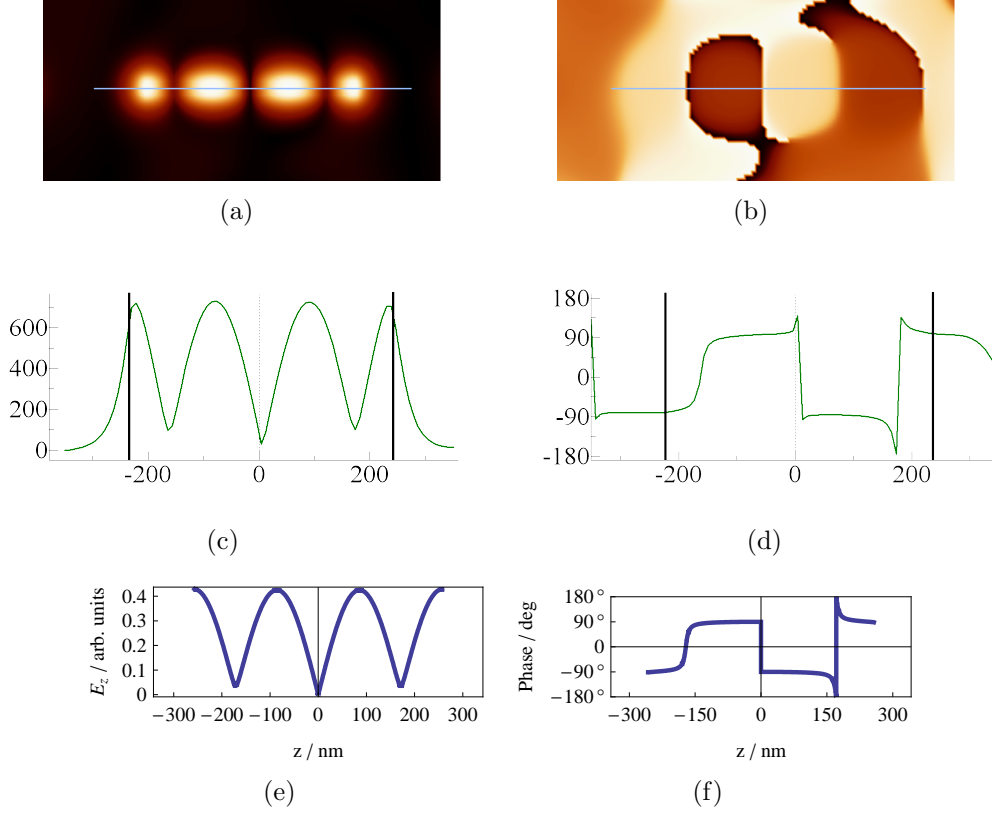 (a)
(b)
600
400
200
0
-200 0 200
(c)
180
90
0
-90
-180
-200 0 200
(d)
E_z / arb. units
0.4
0.3
0.2
0.1
0
−300 −200 −100 0 100 200 300
z / nm
(e)
Phase / deg
180 °
90 °
0
−90 °
−180 °
−300 −150 0 150 300
z / nm
(f)